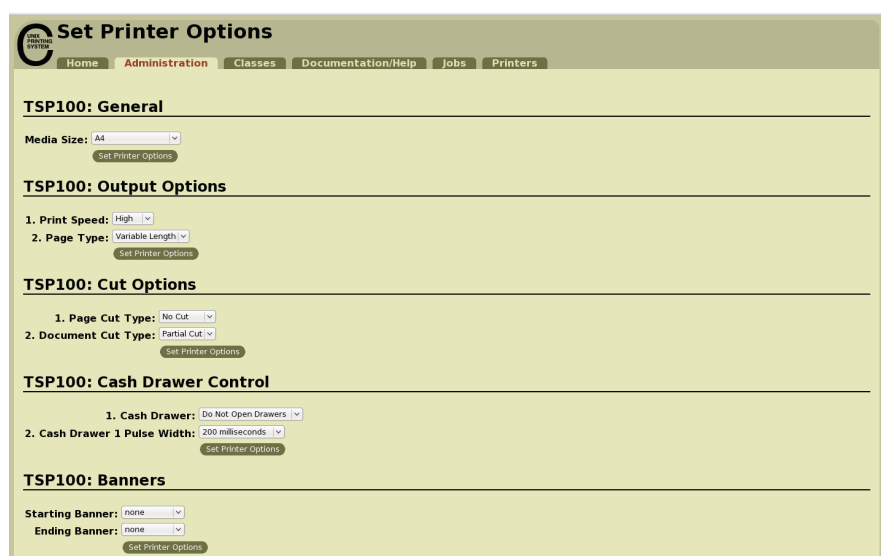 UNIX
PRINTING
SYSTEM
Set Printer Options
Home Administration Classes Documentation/Help Jobs Printers
TSP100: General
Media Size: A4
Set Printer Options
TSP100: Output Options
1. Print Speed: High
2. Page Type: Variable Length
Set Printer Options
TSP100: Cut Options
1. Page Cut Type: No Cut
2. Document Cut Type: Partial Cut
Set Printer Options
TSP100: Cash Drawer Control
1. Cash Drawer: Do Not Open Drawers
2. Cash Drawer 1 Pulse Width: 200 milliseconds
Set Printer Options
TSP100: Banners
Starting Banner: none
Ending Banner: none
Set Printer Options